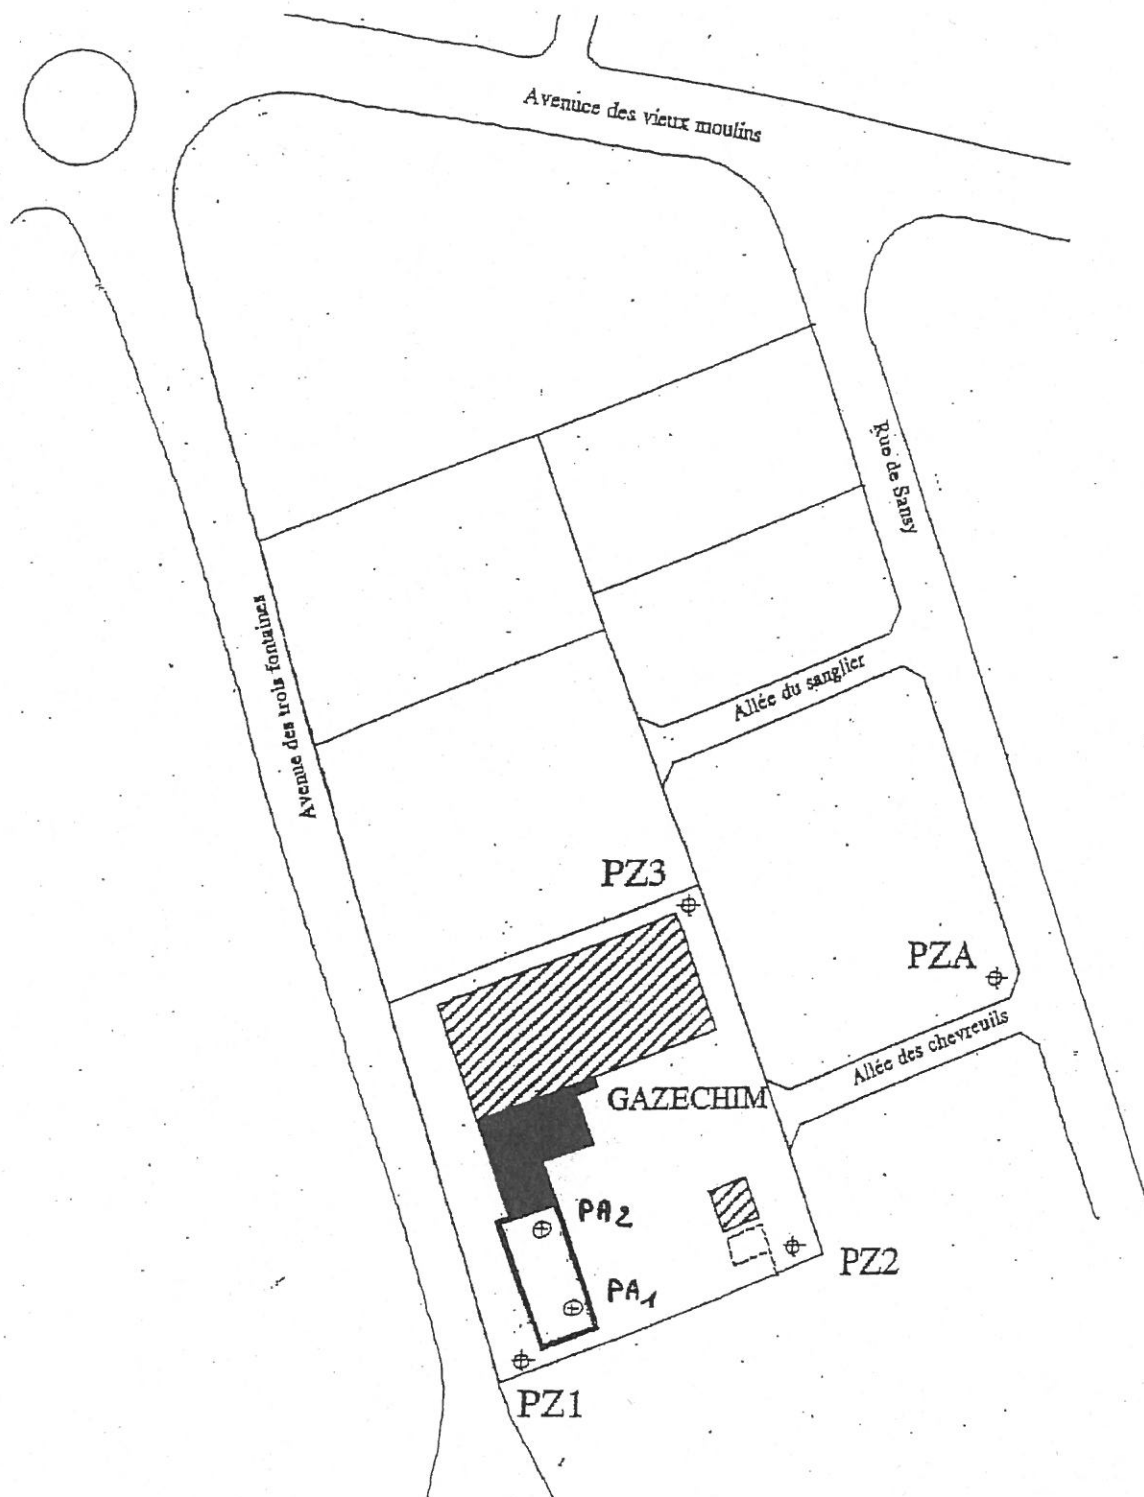 Avenuce des vieux moulins
Rue de Sansy
Avenue des trois fontaines
Allée du sanglier
PZ3
PZA
Allée des chevreuils
GAZECHIM
PA2
PZ2
PA1
PZ1